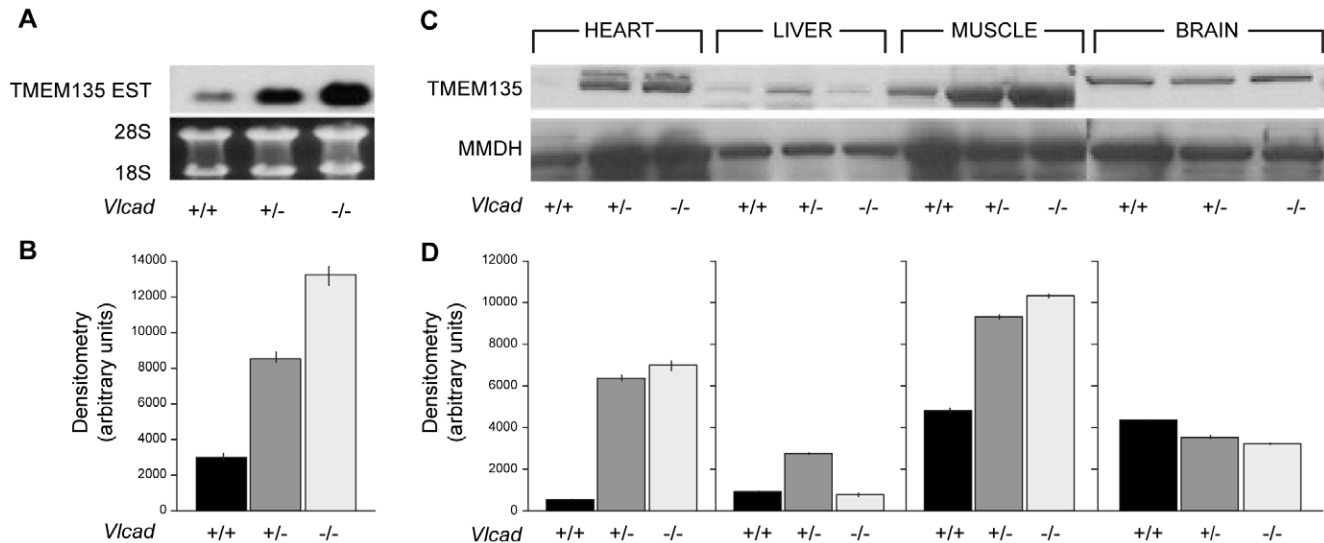 A
TMEM135 EST
28S
18S
Vlcad +/+ +/- -/-
B
Densitometry
(arbitrary units)
14000
12000
10000
8000
6000
4000
2000
0
Vlcad +/+ +/- -/-
C
HEART LIVER MUSCLE BRAIN
TMEM135
MMDH
Vlcad +/+ +/- -/- +/+ +/- -/- +/+ +/- -/- +/+ +/- -/-
D
Densitometry
(arbitrary units)
12000
10000
8000
6000
4000
2000
0
Vlcad +/+ +/- -/- +/+ +/- -/- +/+ +/- -/- +/+ +/- -/-